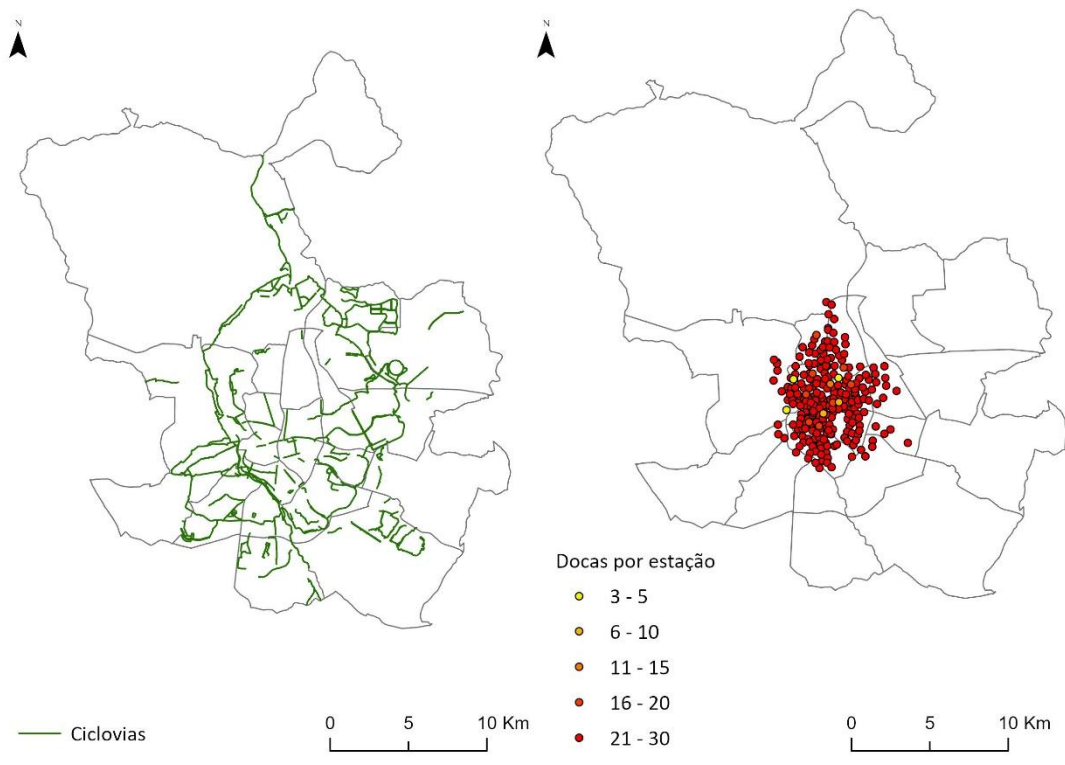 N
N
Ciclovias
0 5 10 Km
Docas por estação
3 - 5
6 - 10
11 - 15
16 - 20
21 - 30
0 5 10 Km